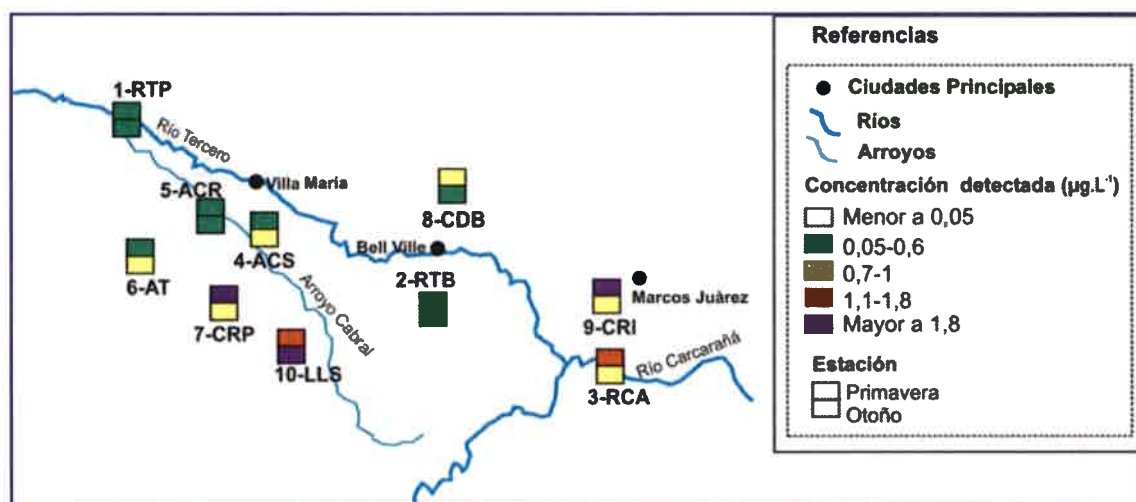 1-RTP
Río Tercero
5-ACR
Villa María
8-CDB
4-ACS
Bell Ville
6-AT
Arroyo Cabral
2-RTB
7-CRP
9-CRI
Marcos Juàrez
10-LLS
3-RCA
Río Carcarañá
Referencias
Ciudades Principales
Ríos
Arroyos
Concentración detectada (µg.L⁻¹)
Menor a 0,05
0,05-0,6
0,7-1
1,1-1,8
Mayor a 1,8
Estación
Primavera
Otoño